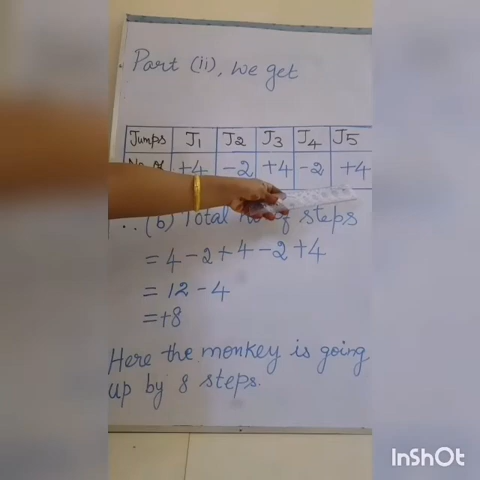 Part (ii), we get
Jumps J1 J2 J3 J4 J5
+4 -2 +4 -2 +4
∴ (b) Total of steps
= 4 - 2 + 4 - 2 + 4
= 12 - 4
= +8
Here the monkey is going
up by 8 steps.
InShOt